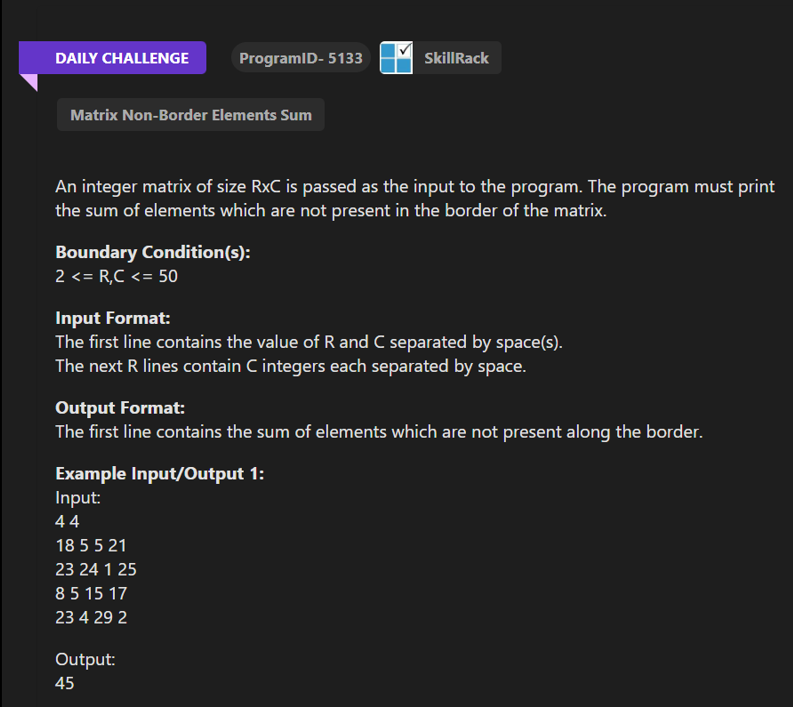 DAILY CHALLENGE
ProgramID- 5133
SkillRack
Matrix Non-Border Elements Sum
An integer matrix of size RxC is passed as the input to the program. The program must print
the sum of elements which are not present in the border of the matrix.
Boundary Condition(s):
2 <= R,C <= 50
Input Format:
The first line contains the value of R and C separated by space(s).
The next R lines contain C integers each separated by space.
Output Format:
The first line contains the sum of elements which are not present along the border.
Example Input/Output 1:
Input:
4 4
18 5 5 21
23 24 1 25
8 5 15 17
23 4 29 2
Output:
45